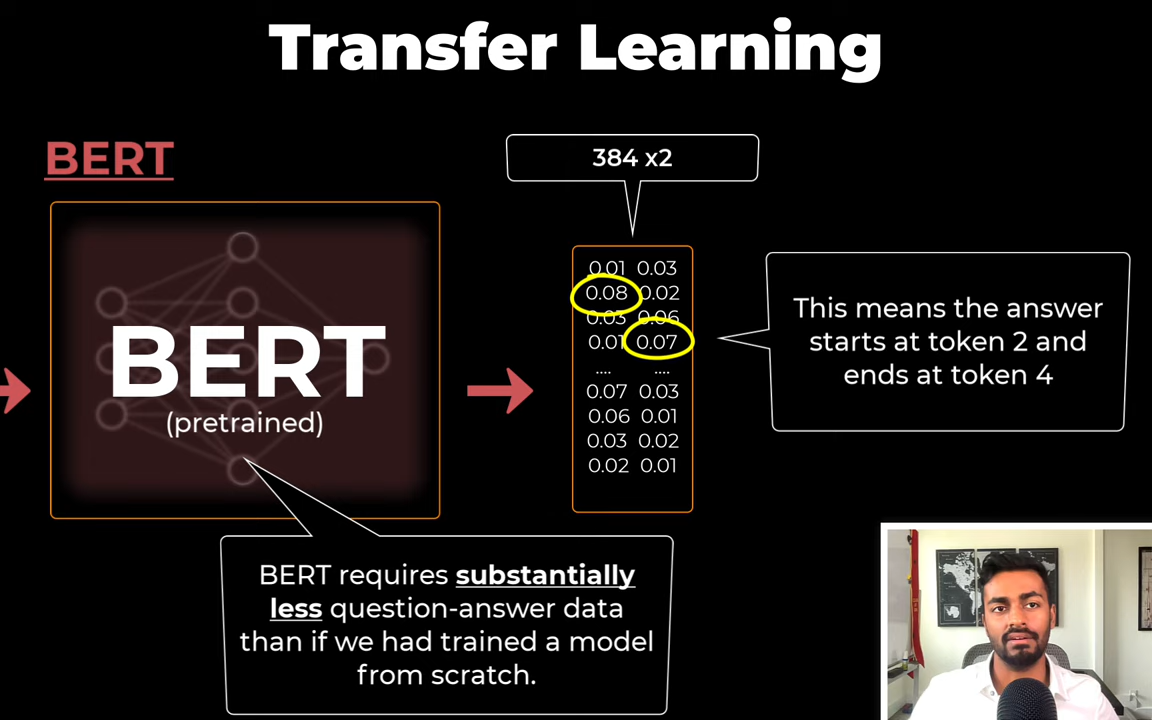 Transfer Learning
BERT
384 x2
BERT
(pretrained)
0.01 0.03
0.08 0.02
0.03 0.06
0.01 0.07
.... ....
0.07 0.03
0.06 0.01
0.03 0.02
0.02 0.01
This means the answer
starts at token 2 and
ends at token 4
BERT requires substantially
less question-answer data
than if we had trained a model
from scratch.